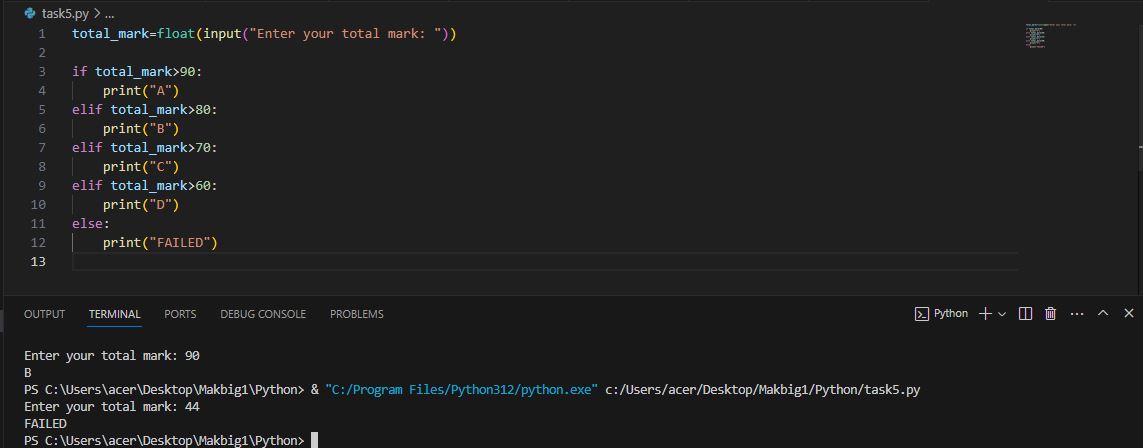 task5.py > ...
1 total_mark=float(input("Enter your total mark: "))
2
3 if total_mark>90:
4     print("A")
5 elif total_mark>80:
6     print("B")
7 elif total_mark>70:
8     print("C")
9 elif total_mark>60:
10     print("D")
11 else:
12     print("FAILED")
13
OUTPUT TERMINAL PORTS DEBUG CONSOLE PROBLEMS Python
Enter your total mark: 90
B
PS C:\Users\acer\Desktop\Makbig1\Python> & "C:/Program Files/Python312/python.exe" c:/Users/acer/Desktop/Makbig1/Python/task5.py
Enter your total mark: 44
FAILED
PS C:\Users\acer\Desktop\Makbig1\Python>